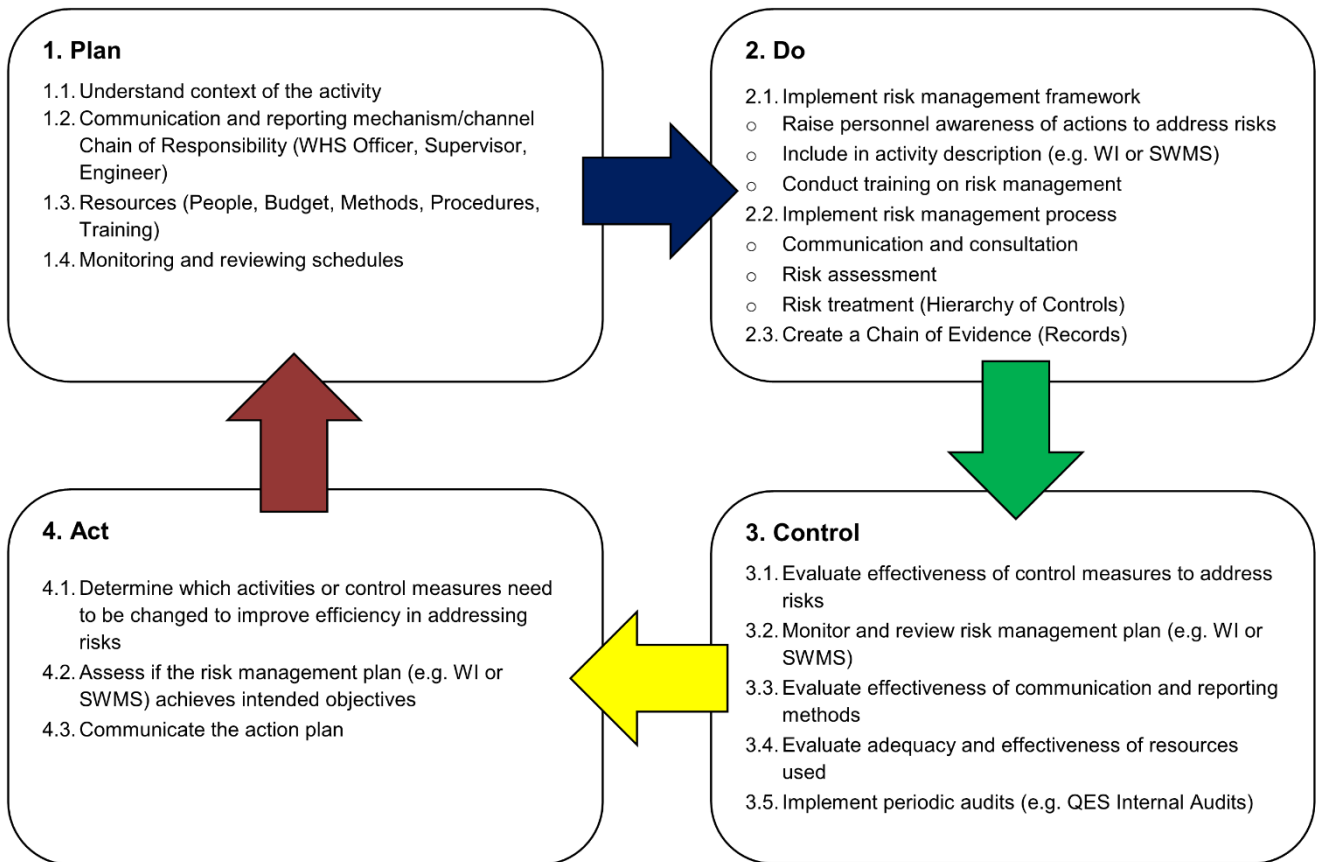 1. Plan
1.1. Understand context of the activity
1.2. Communication and reporting mechanism/channel
Chain of Responsibility (WHS Officer, Supervisor,
Engineer)
1.3. Resources (People, Budget, Methods, Procedures,
Training)
1.4. Monitoring and reviewing schedules
2. Do
2.1. Implement risk management framework
○ Raise personnel awareness of actions to address risks
○ Include in activity description (e.g. WI or SWMS)
○ Conduct training on risk management
2.2. Implement risk management process
○ Communication and consultation
○ Risk assessment
○ Risk treatment (Hierarchy of Controls)
2.3. Create a Chain of Evidence (Records)
3. Control
3.1. Evaluate effectiveness of control measures to address
risks
3.2. Monitor and review risk management plan (e.g. WI or
SWMS)
3.3. Evaluate effectiveness of communication and reporting
methods
3.4. Evaluate adequacy and effectiveness of resources
used
3.5. Implement periodic audits (e.g. QES Internal Audits)
4. Act
4.1. Determine which activities or control measures need
to be changed to improve efficiency in addressing
risks
4.2. Assess if the risk management plan (e.g. WI or
SWMS) achieves intended objectives
4.3. Communicate the action plan